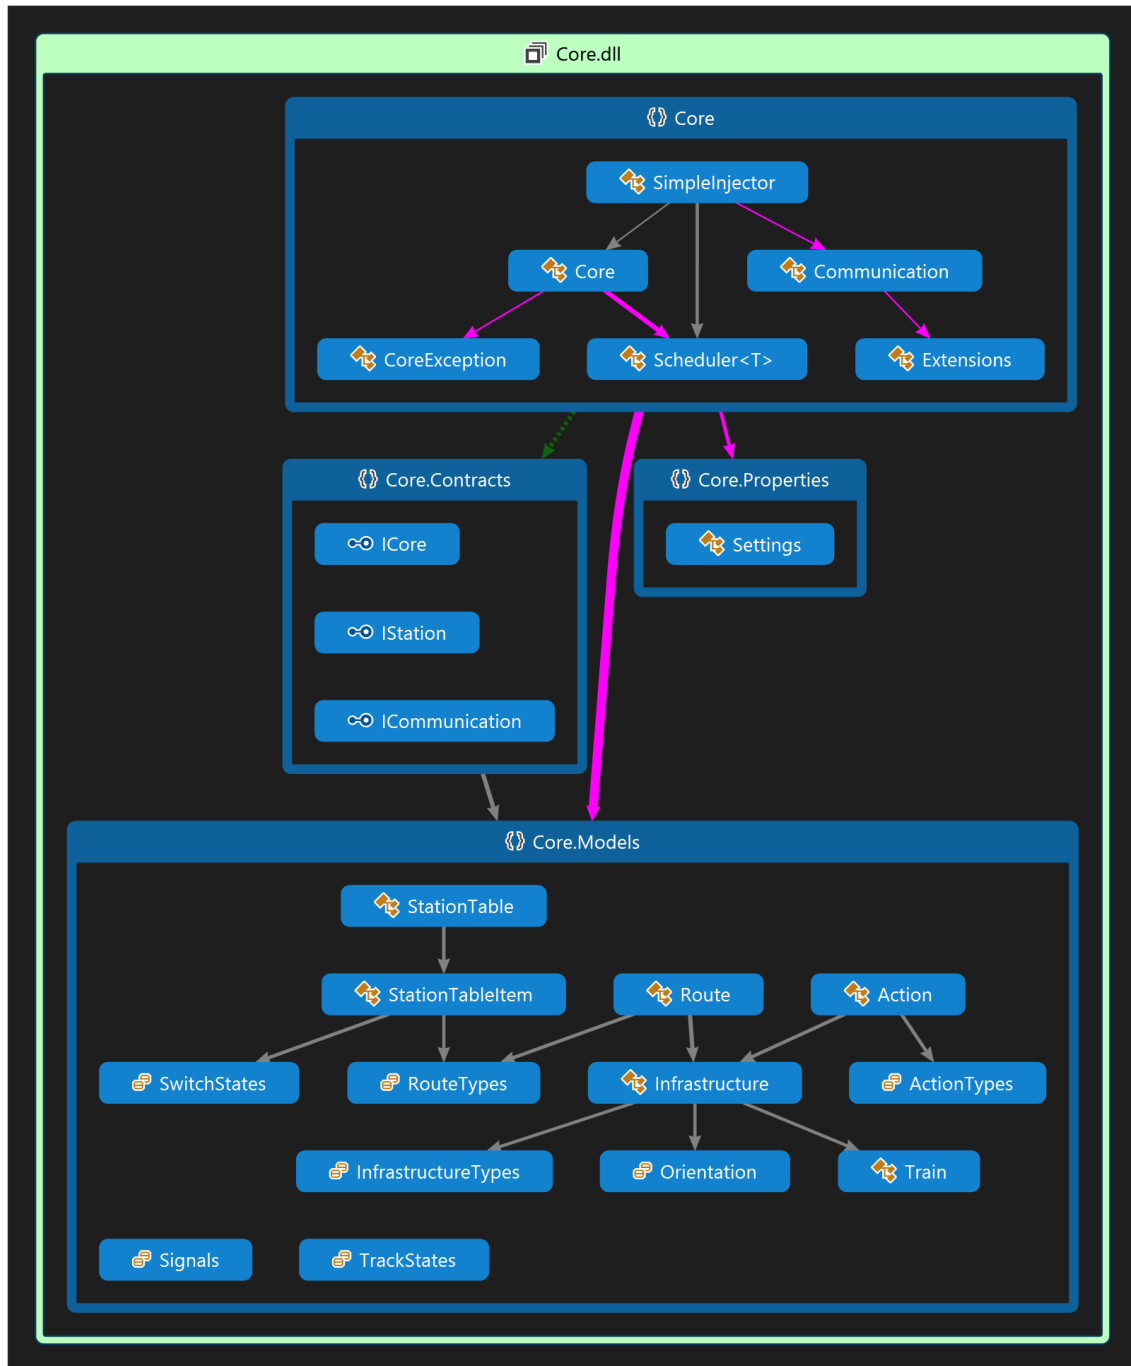 Core.dll
Core
SimpleInjector
Core
Communication
CoreException
Scheduler<T>
Extensions
Core.Contracts
ICore
IStation
ICommunication
Core.Properties
Settings
Core.Models
StationTable
StationTableItem
Route
Action
SwitchStates
RouteTypes
Infrastructure
ActionTypes
InfrastructureTypes
Orientation
Train
Signals
TrackStates